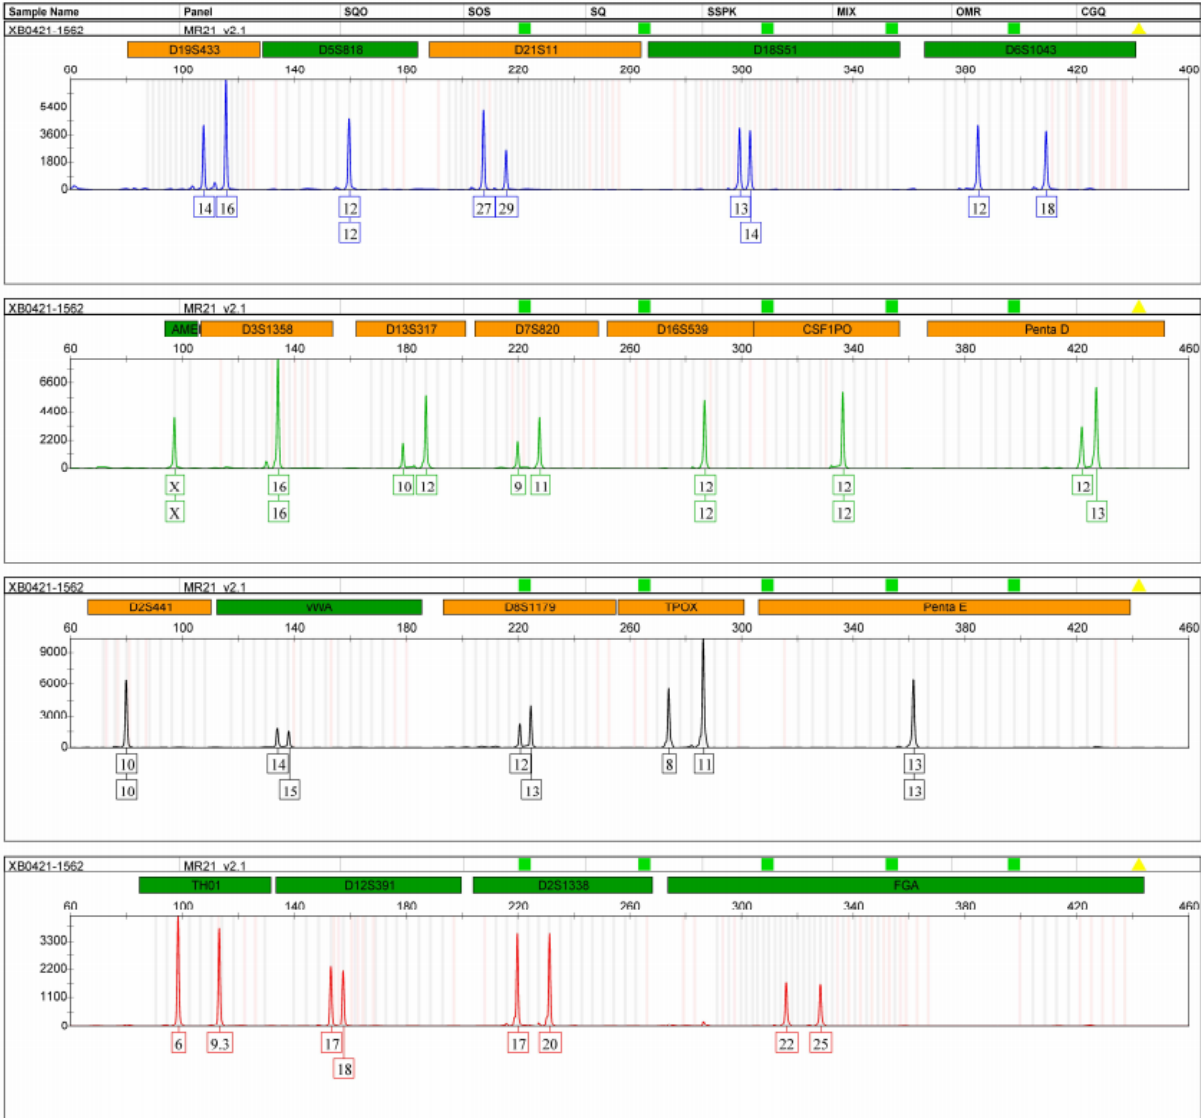 Sample Name Panel SQO SOS SQ SSPK MIX OMR CGQ
XB0421-1562 MR21_v2.1
D19S433 D5S818 D21S11 D18S51 D6S1043
60 100 140 220 300 340 380 420 400
5400
3600
1800
0
14 16 12 27 29 13 12 18
12 14
XB0421-1562 MR21_v2.1
AME D3S1358 D13S317 D7S820 D16S539 CSF1PO Penta D
60 100 140 180 220 260 300 340 380 420 460
6600
4400
2200
0
X 16 10 12 9 11 12 12 12
X 16 12 12 13
XB0421-1562 MR21_v2.1
D2S441 vWA D8S1179 TPOX Penta E
60 100 140 180 220 260 300 340 380 420 460
9000
6000
3000
0
10 14 12 8 11 13
10 15 13 13
XB0421-1562 MR21_v2.1
TH01 D12S391 D2S1338 FGA
60 100 140 180 220 260 300 340 380 420 460
3300
2200
1100
0
6 9.3 17 17 20 22 25
18